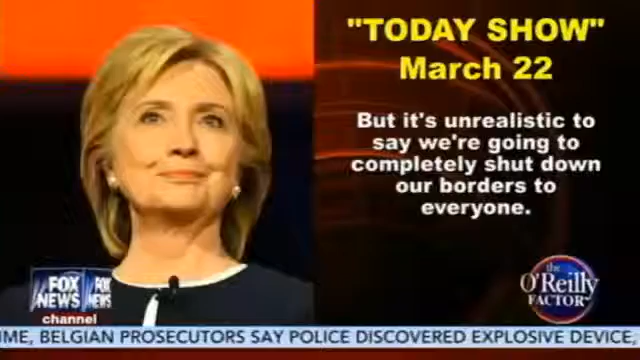 "TODAY SHOW"
March 22
But it's unrealistic to
say we're going to
completely shut down
our borders to
everyone.
FOX
NEWS
channel
FOX
NEWS
the
O'Reilly
FACTOR
IME, BELGIAN PROSECUTORS SAY POLICE DISCOVERED EXPLOSIVE DEVICE,